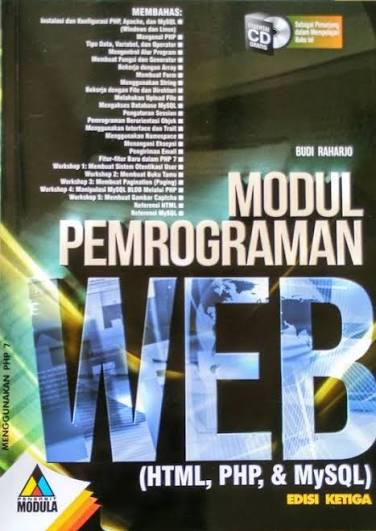 MEMBAHAS:
Instalasi dan Konfigurasi PHP, Apache, dan MySQL
(Windows dan Linux)
Mengenal PHP
Tipe Data, Variabel, dan Operator
Mengontrol Alur Program
Membuat Fungsi dan Generator
Bekerja dengan Array
Membuat Form
Menggunakan String
Bekerja dengan File dan Direktori
Melakukan Upload File
Mengakses Database MySQL
Pengaturan Session
Pemrograman Berorientasi Objek
Menggunakan Interface dan Trait
Menggunakan Namespace
Menangani Eksepsi
Pengiriman Email
Fitur-fitur Baru dalam PHP 7
Workshop 1: Membuat Sistem Otentikasi User
Workshop 2: Membuat Buku Tamu
Workshop 3: Membuat Pagination (Paging)
Workshop 4: Manipulasi MySQL BLOB Melalui PHP
Workshop 5: Membuat Gambar Captcha
Referensi HTML
Referensi MySQL
CD
GRATIS
Sebagai Penunjang
dalam Mempelajari
Buku ini
BUDI RAHARJO
MODUL
PEMROGRAMAN
WEB
(HTML, PHP, & MySQL)
EDISI KETIGA
MENGGUNAKAN PHP 7
PENERBIT
MODULA